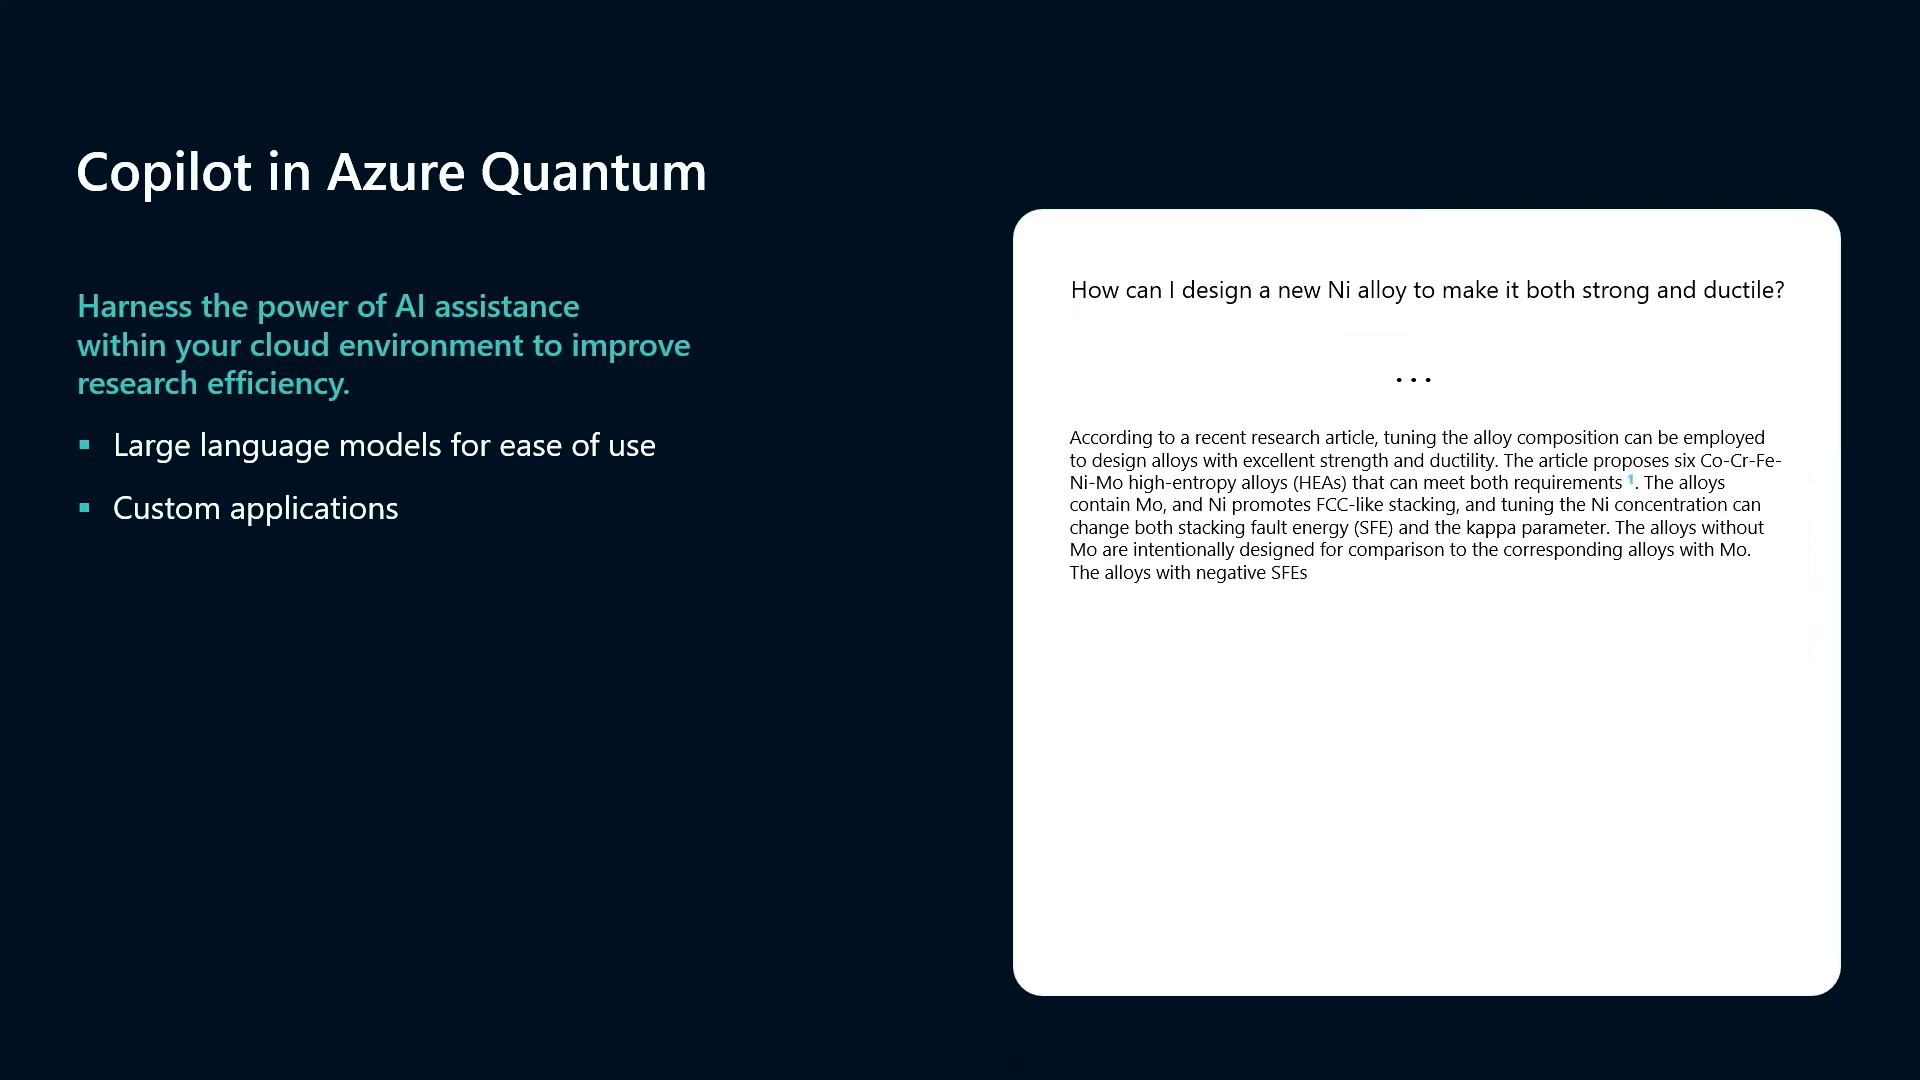 Copilot in Azure Quantum
Harness the power of AI assistance
within your cloud environment to improve
research efficiency.
▪ Large language models for ease of use
▪ Custom applications
How can I design a new Ni alloy to make it both strong and ductile?
...
According to a recent research article, tuning the alloy composition can be employed
to design alloys with excellent strength and ductility. The article proposes six Co-Cr-Fe-
Ni-Mo high-entropy alloys (HEAs) that can meet both requirements ¹. The alloys
contain Mo, and Ni promotes FCC-like stacking, and tuning the Ni concentration can
change both stacking fault energy (SFE) and the kappa parameter. The alloys without
Mo are intentionally designed for comparison to the corresponding alloys with Mo.
The alloys with negative SFEs